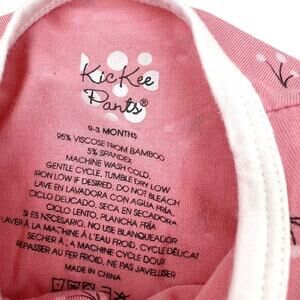 KicKee
Pants®
0-3 MONTHS
95% VISCOSE FROM BAMBOO
5% SPANDEX
MACHINE WASH COLD,
GENTLE CYCLE, TUMBLE DRY LOW
IRON LOW IF DESIRED. DO NOT BLEACH
LAVE EN LAVADORA CON AGUA FRÍA,
CICLO DELICADO, SECA EN SECADORA
CICLO LENTO, PLANCHA FRÍA
SI ES NECESARIO. NO USE BLANQUEADOR
LAVER À LA MACHINE À L'EAU FROID, CYCLE DÉLICAT
SECHER À LA MACHINE CYCLE DOUX
REPASSER AU FER FROID, NE PAS JAVELLISER
MADE IN
CHINA